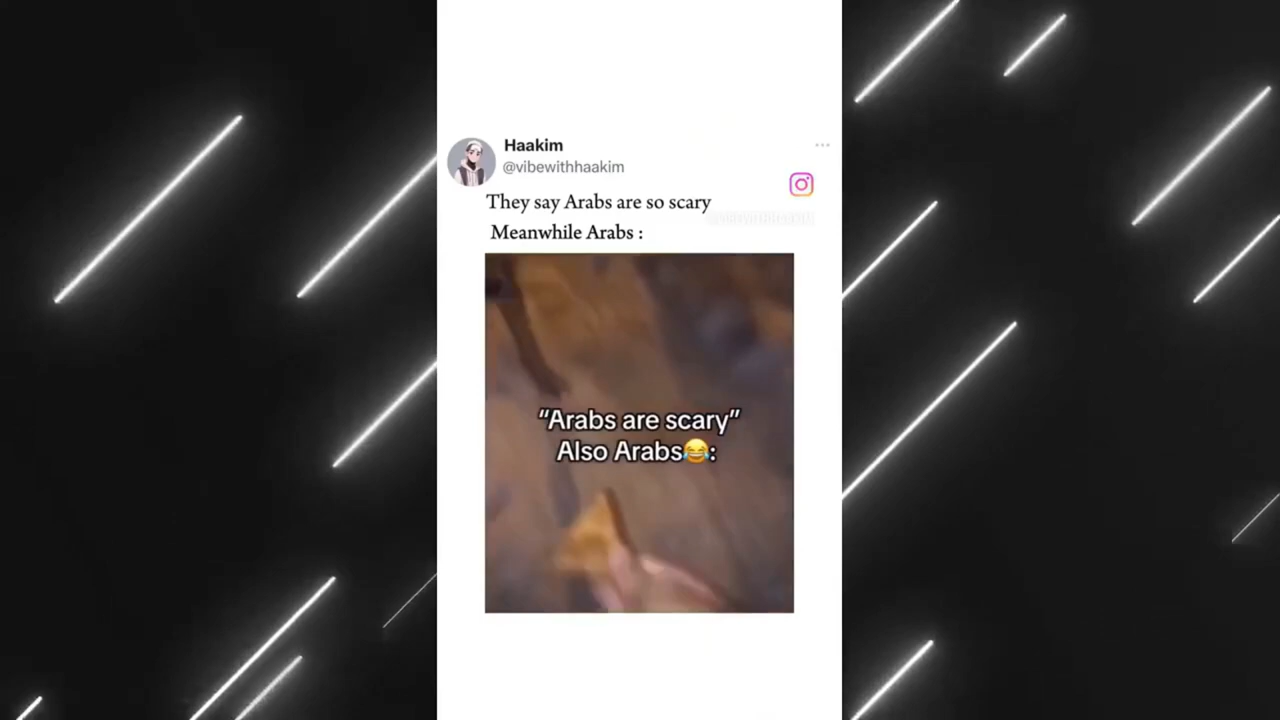 Haakim
@vibewithhaakim
They say Arabs are so scary
Meanwhile Arabs :
"Arabs are scary"
Also Arabs😂: